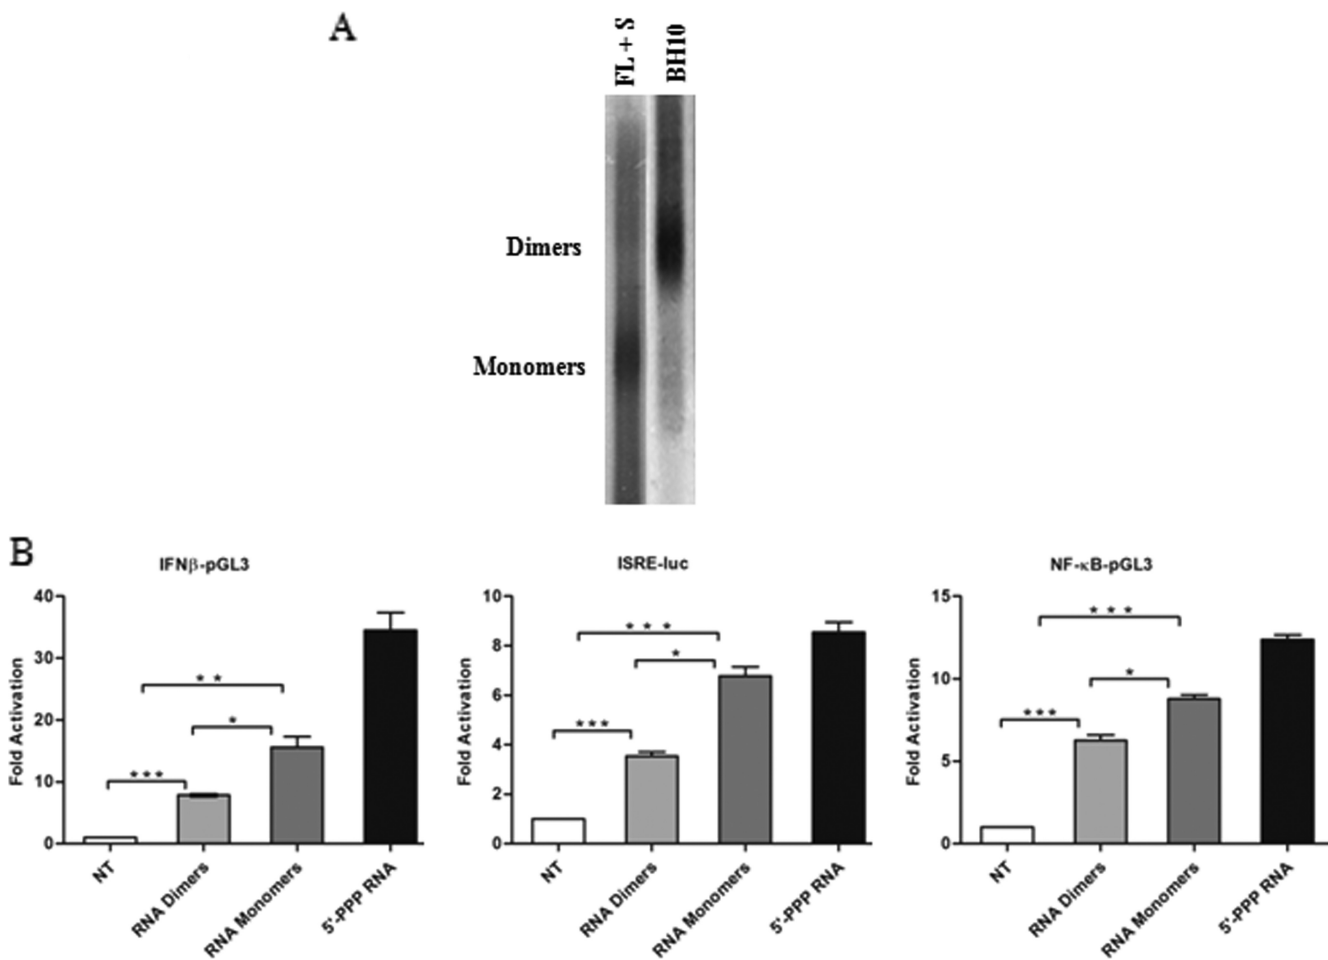 A
FL + S
BH10
Dimers
Monomers
B
IFNβ-pGL3
Fold Activation
40
30
20
10
0
* *
*
***
NT
RNA Dimers
RNA Monomers
5'-PPP RNA
ISRE-luc
Fold Activation
10
8
6
4
2
0
* * *
*
***
NT
RNA Dimers
RNA Monomers
5'-PPP RNA
NF-κB-pGL3
Fold Activation
15
10
5
0
* * *
*
***
NT
RNA Dimers
RNA Monomers
5'-PPP RNA